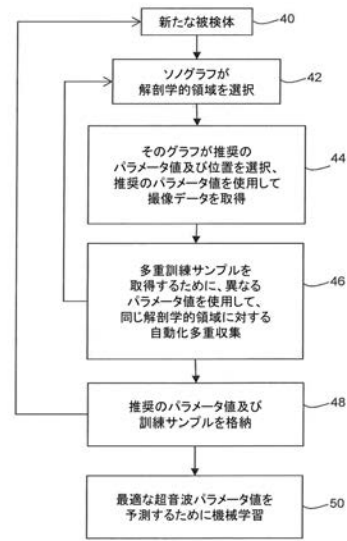 新たな被検体
40
ソノグラフが
解剖学的領域を選択
42
そのグラフが推奨の
パラメータ値及び位置を選択、
推奨のパラメータ値を使用して
撮像データを取得
44
多重訓練サンプルを
取得するために、異なる
パラメータ値を使用して、
同じ解剖学的領域に対する
自動化多重収集
46
推奨のパラメータ値及び
訓練サンプルを格納
48
最適な超音波パラメータ値を
予測するために機械学習
50